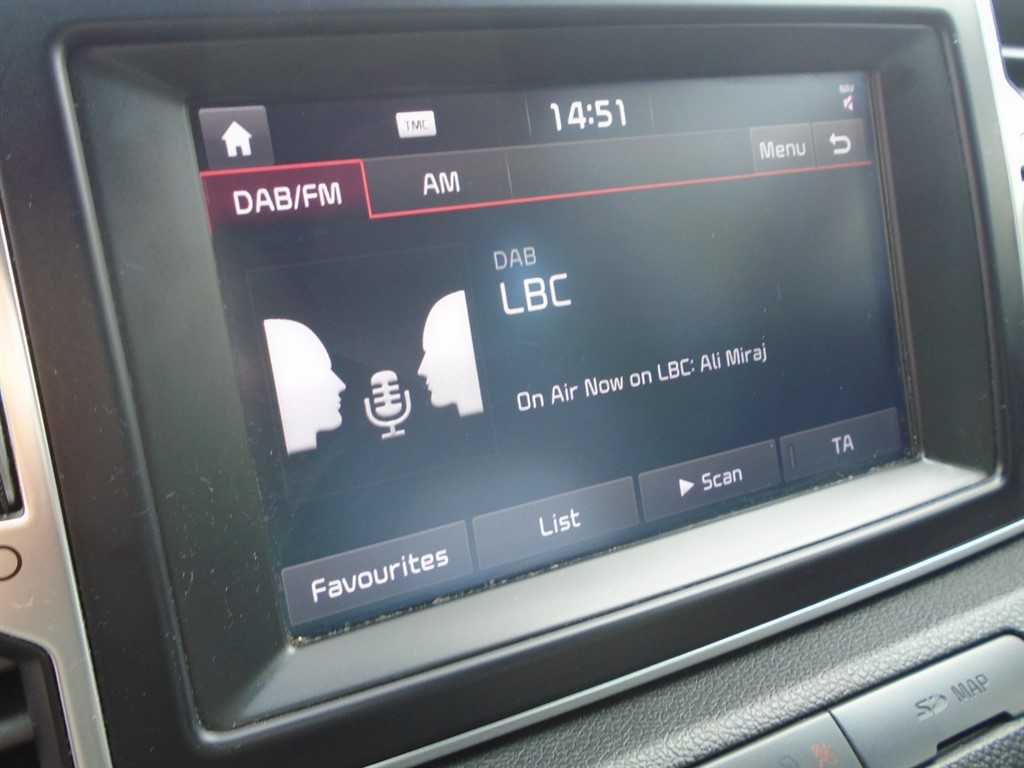 TMC 14:51 NAV
DAB/FM AM Menu
DAB
LBC
On Air Now on LBC: Ali Miraj
Favourites List Scan TA
SD MAP